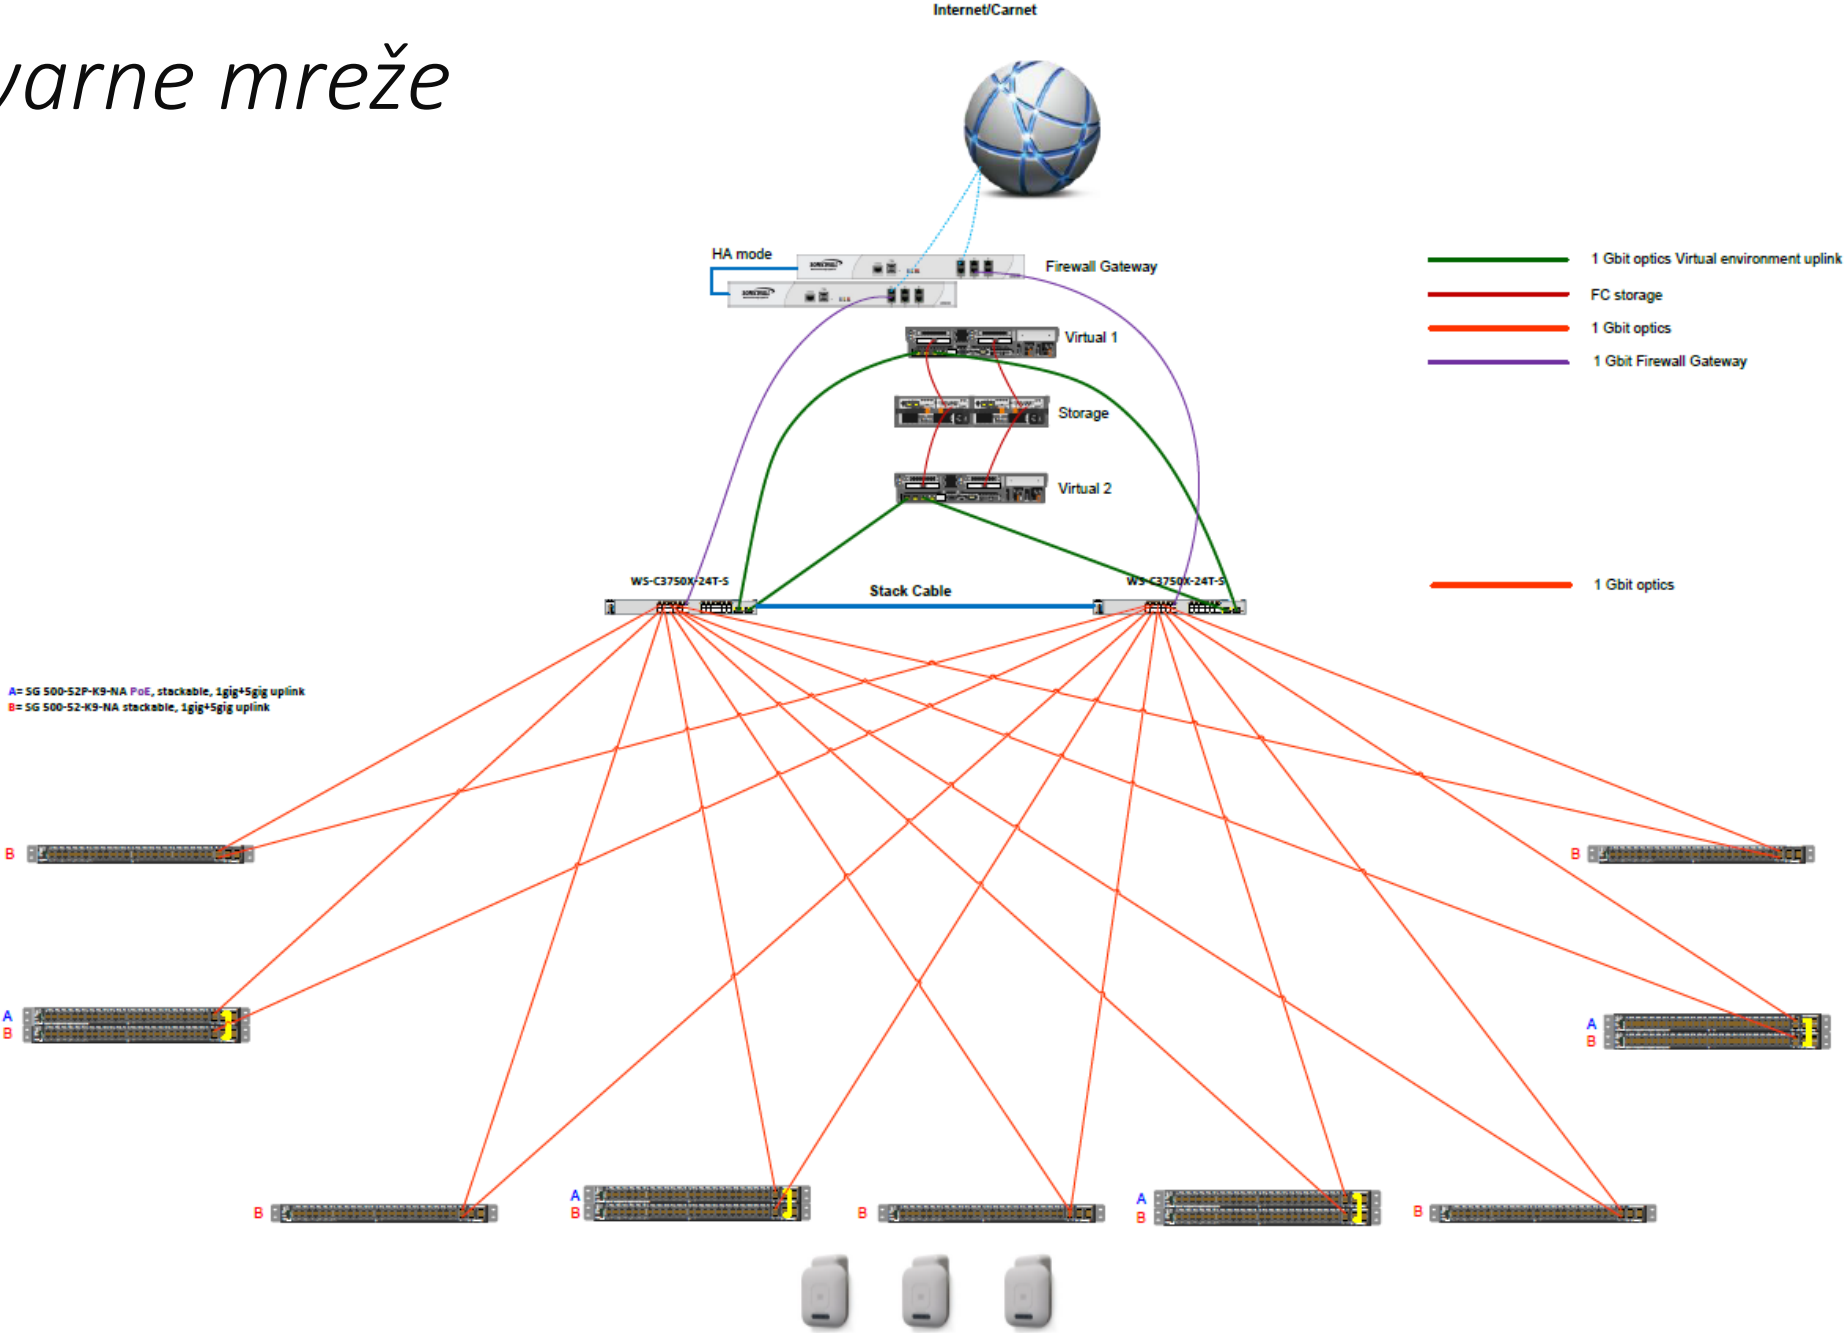 Internet/Carnet
varne mreže
HA mode
SONICWALL
Firewall Gateway
SONICWALL
1 Gbit optics Virtual environment uplink
FC storage
1 Gbit optics
1 Gbit Firewall Gateway
Virtual 1
Storage
Virtual 2
WS-C3750X-24T-S
Stack Cable
WS-C3750X-24T-S
1 Gbit optics
A= SG 500-52P-K9-NA PoE, stackable, 1gig+5gig uplink
B= SG 500-52-K9-NA stackable, 1gig+5gig uplink
B
B
A
B
A
B
B
A
B
B
A
B
B